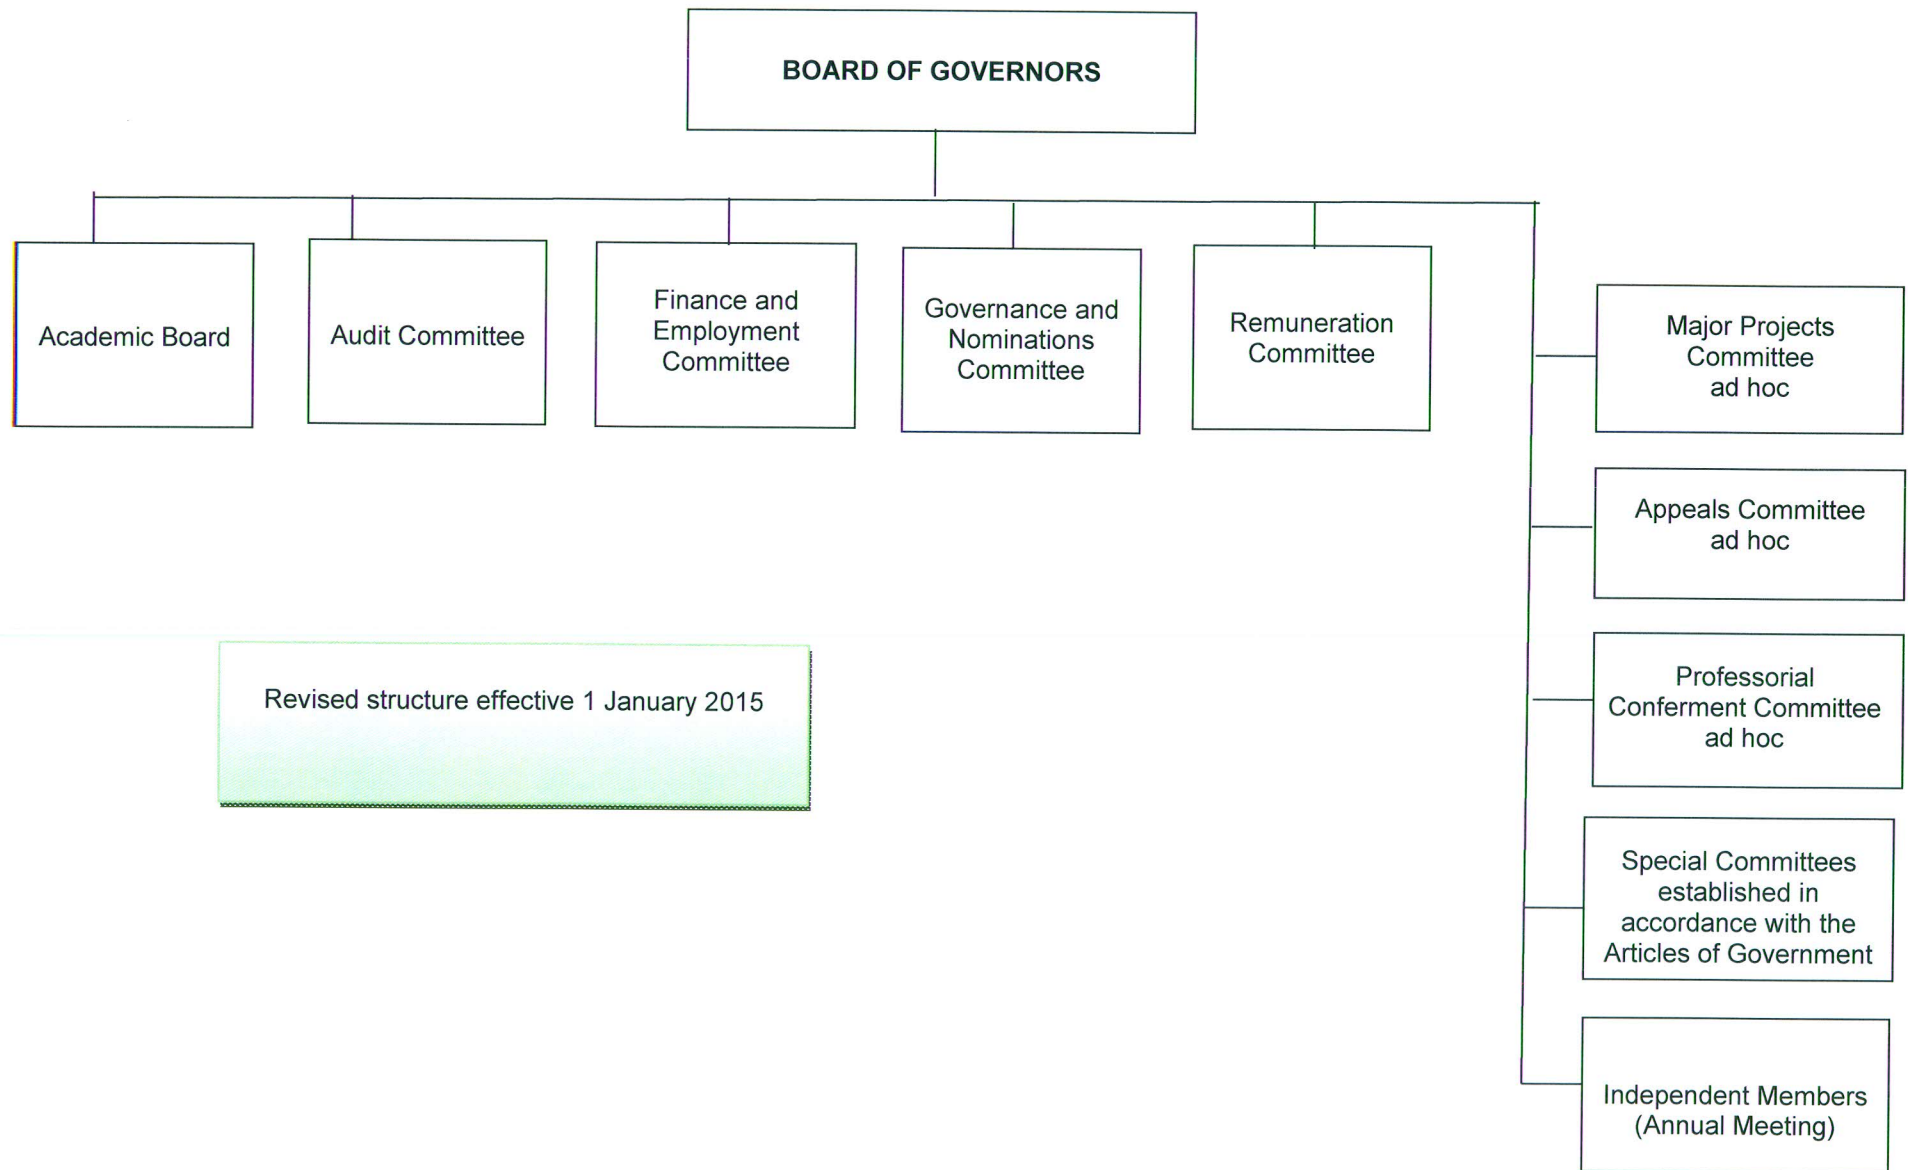 BOARD OF GOVERNORS
Academic Board
Audit Committee
Finance and
Employment
Committee
Governance and
Nominations
Committee
Remuneration
Committee
Major Projects
Committee
ad hoc
Appeals Committee
ad hoc
Professorial
Conferment Committee
ad hoc
Special Committees
established in
accordance with the
Articles of Government
Independent Members
(Annual Meeting)
Revised structure effective 1 January 2015